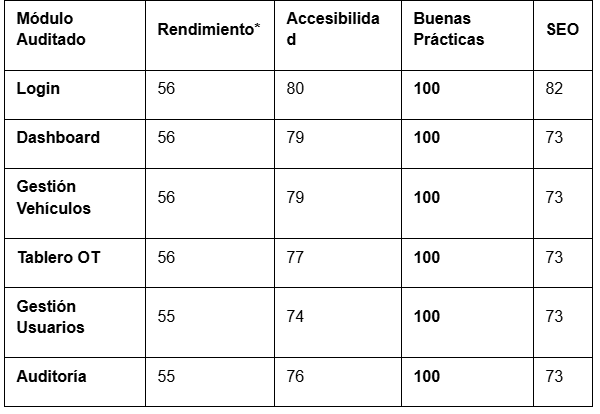 Módulo Auditado | Rendimiento* | Accesibilidad | Buenas Prácticas | SEO
Login | 56 | 80 | 100 | 82
Dashboard | 56 | 79 | 100 | 73
Gestión Vehículos | 56 | 79 | 100 | 73
Tablero OT | 56 | 77 | 100 | 73
Gestión Usuarios | 55 | 74 | 100 | 73
Auditoría | 55 | 76 | 100 | 73